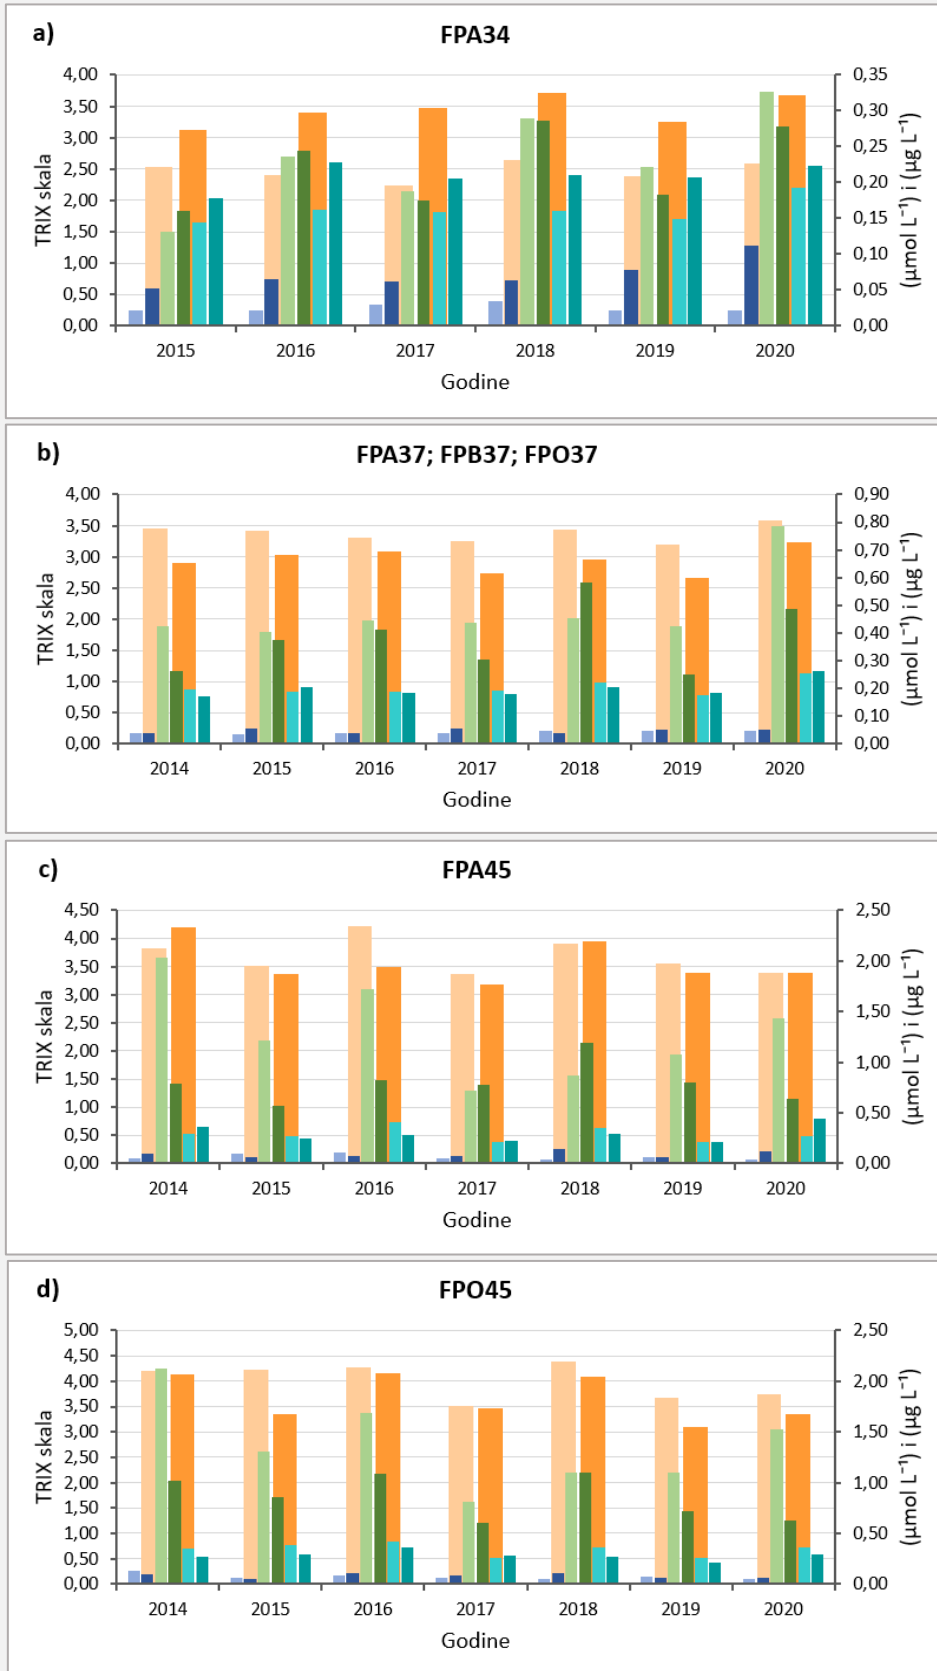 a)
FPA34
4,00
3,50
3,00
2,50
2,00
1,50
1,00
0,50
0,00
TRIX skala
0,35
0,30
0,25
0,20
0,15
0,10
0,05
0,00
(µmol L⁻¹) i (µg L⁻¹)
2015 2016 2017 2018 2019 2020
Godine
b)
FPA37; FPB37; FPO37
4,00
3,50
3,00
2,50
2,00
1,50
1,00
0,50
0,00
TRIX skala
0,90
0,80
0,70
0,60
0,50
0,40
0,30
0,20
0,10
0,00
(µmol L⁻¹) i (µg L⁻¹)
2014 2015 2016 2017 2018 2019 2020
Godine
c)
FPA45
4,50
4,00
3,50
3,00
2,50
2,00
1,50
1,00
0,50
0,00
TRIX skala
2,50
2,00
1,50
1,00
0,50
0,00
(µmol L⁻¹) i (µg L⁻¹)
2014 2015 2016 2017 2018 2019 2020
Godine
d)
FPO45
5,00
4,50
4,00
3,50
3,00
2,50
2,00
1,50
1,00
0,50
0,00
TRIX skala
2,50
2,00
1,50
1,00
0,50
0,00
(µmol L⁻¹) i (µg L⁻¹)
2014 2015 2016 2017 2018 2019 2020
Godine